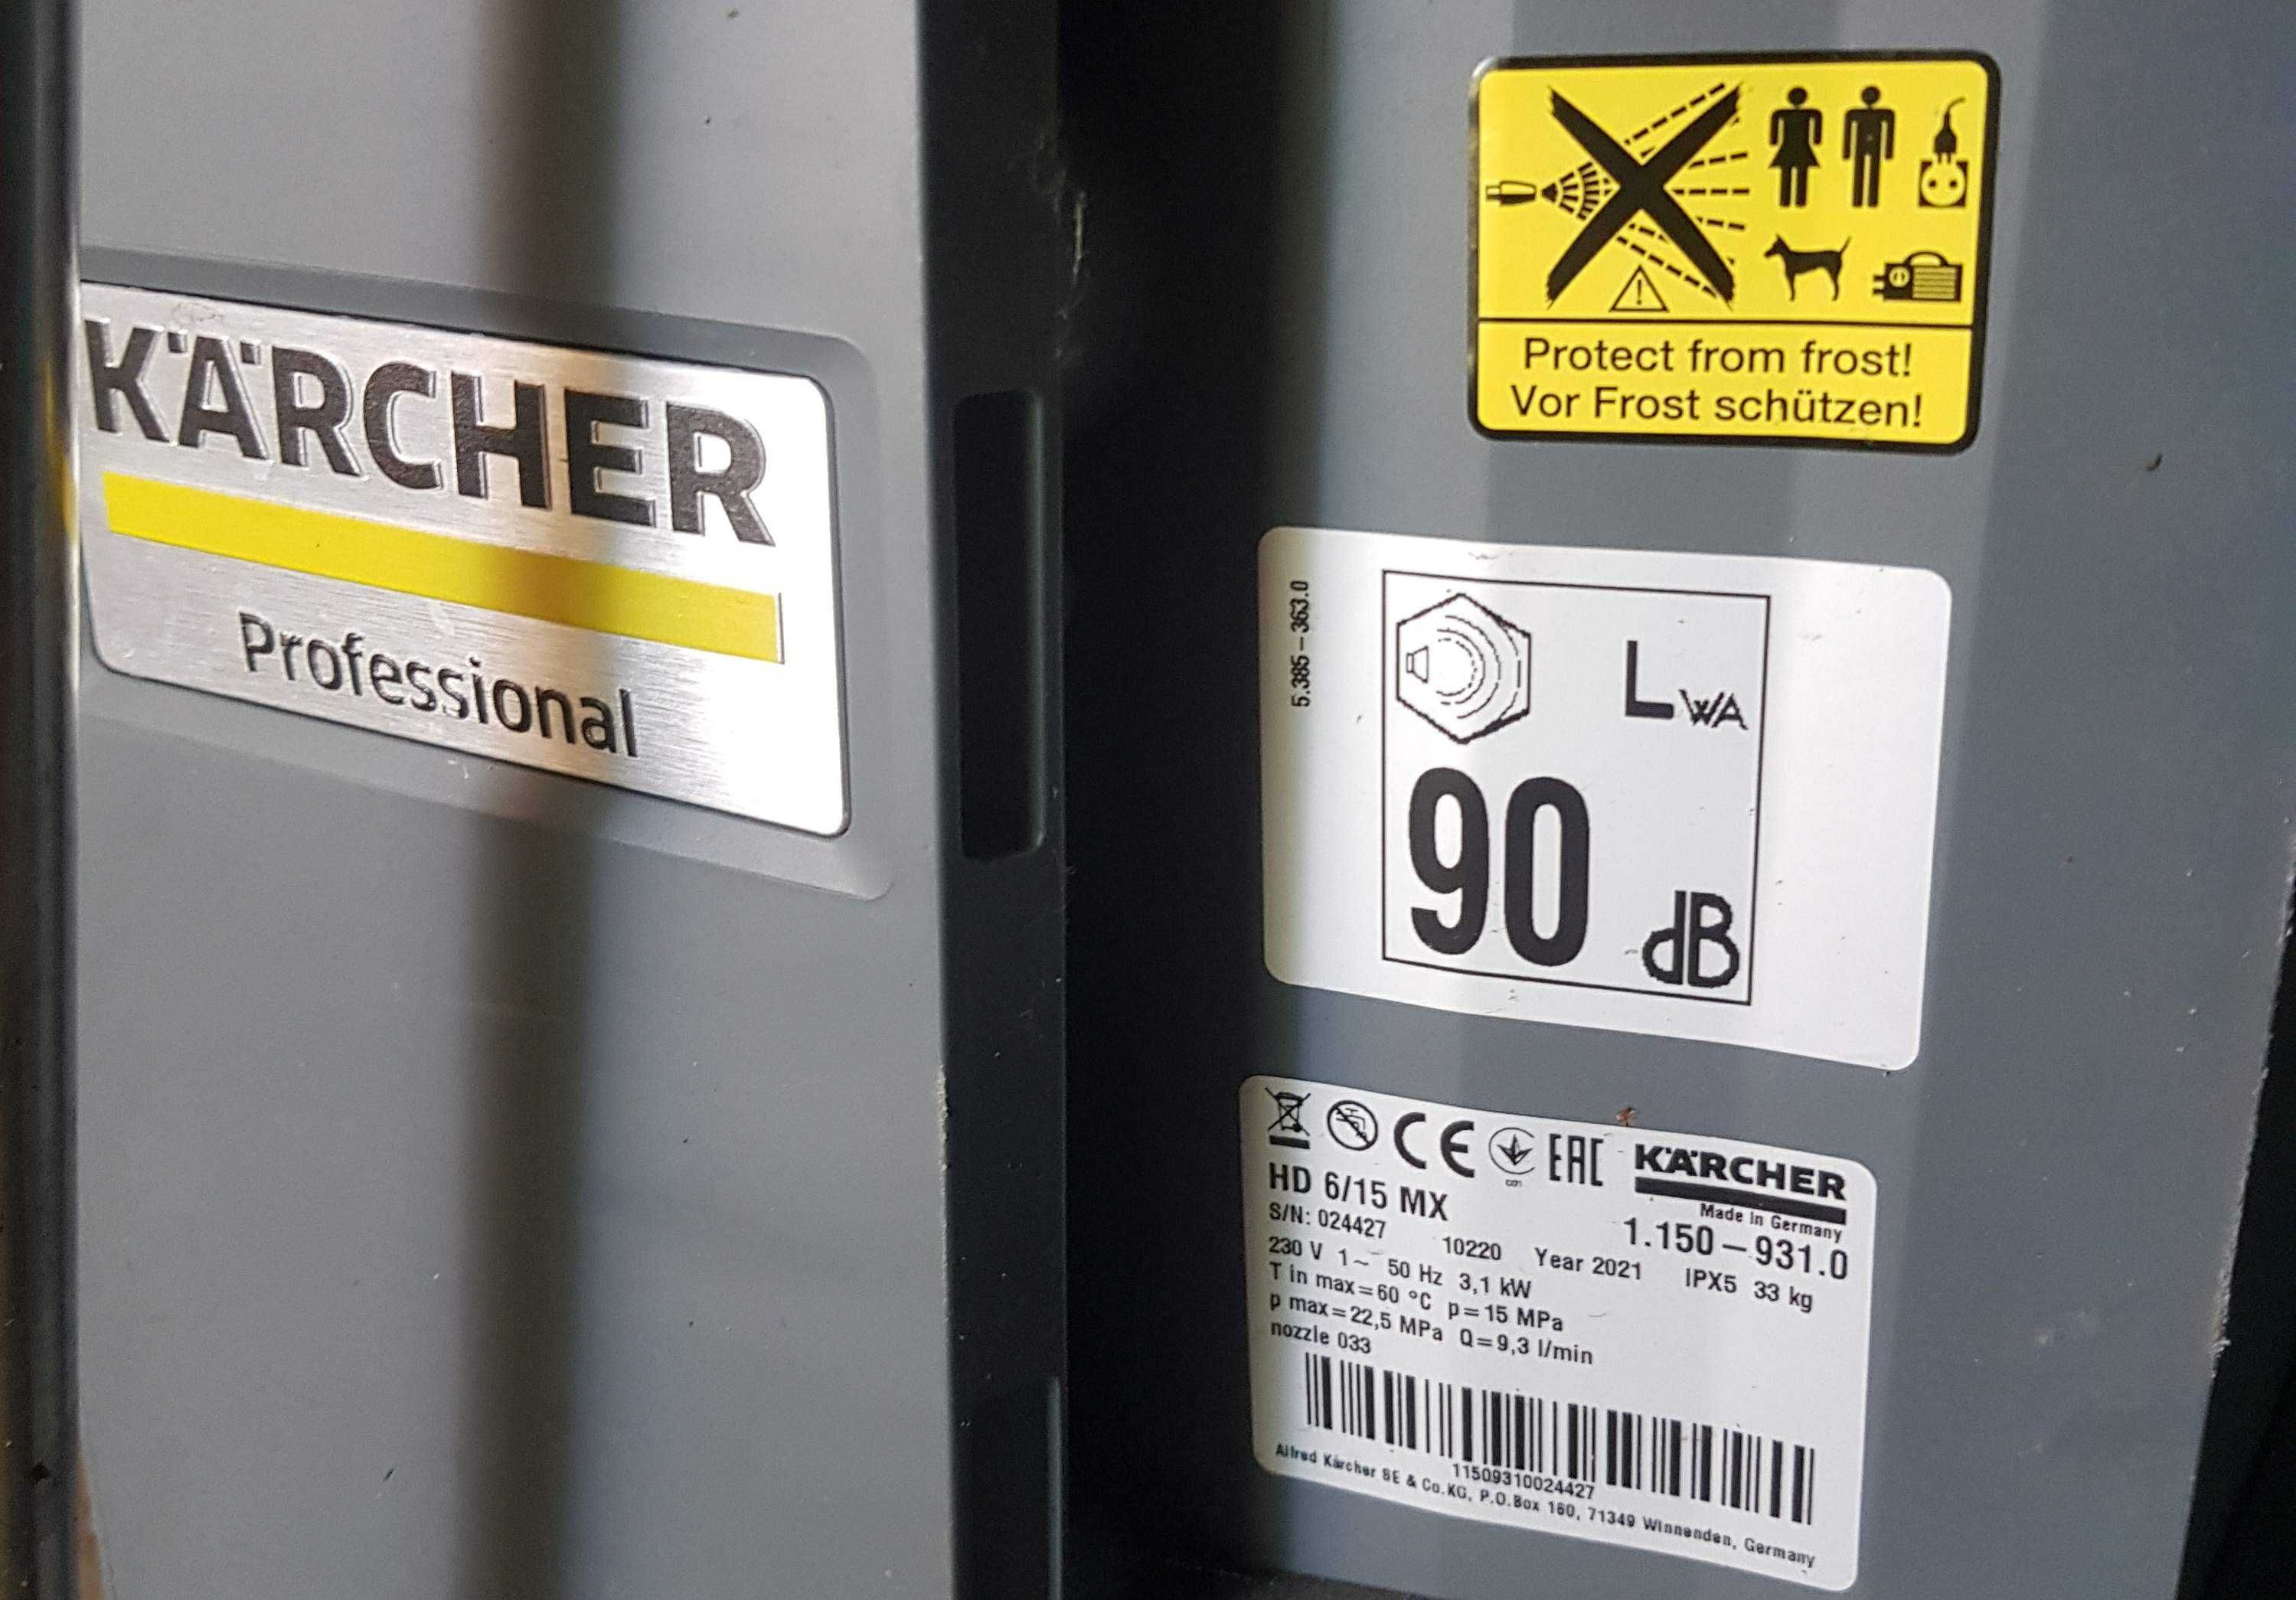 KÄRCHER
Professional
Protect from frost!
Vor Frost schützen!
5.385-363.0
LWA
90 dB
CE EAC KÄRCHER
Made in Germany
HD 6/15 MX 1.150-931.0
S/N: 024427 10220 Year 2021 IPX5 33 kg
230 V 1~ 50 Hz 3,1 kW
T in max=60 °C p=15 MPa
p max=22,5 MPa Q=9,3 l/min
nozzle 033
11509310024427
Alfred Kärcher SE & Co.KG, P.O.Box 160, 71349 Winnenden, Germany